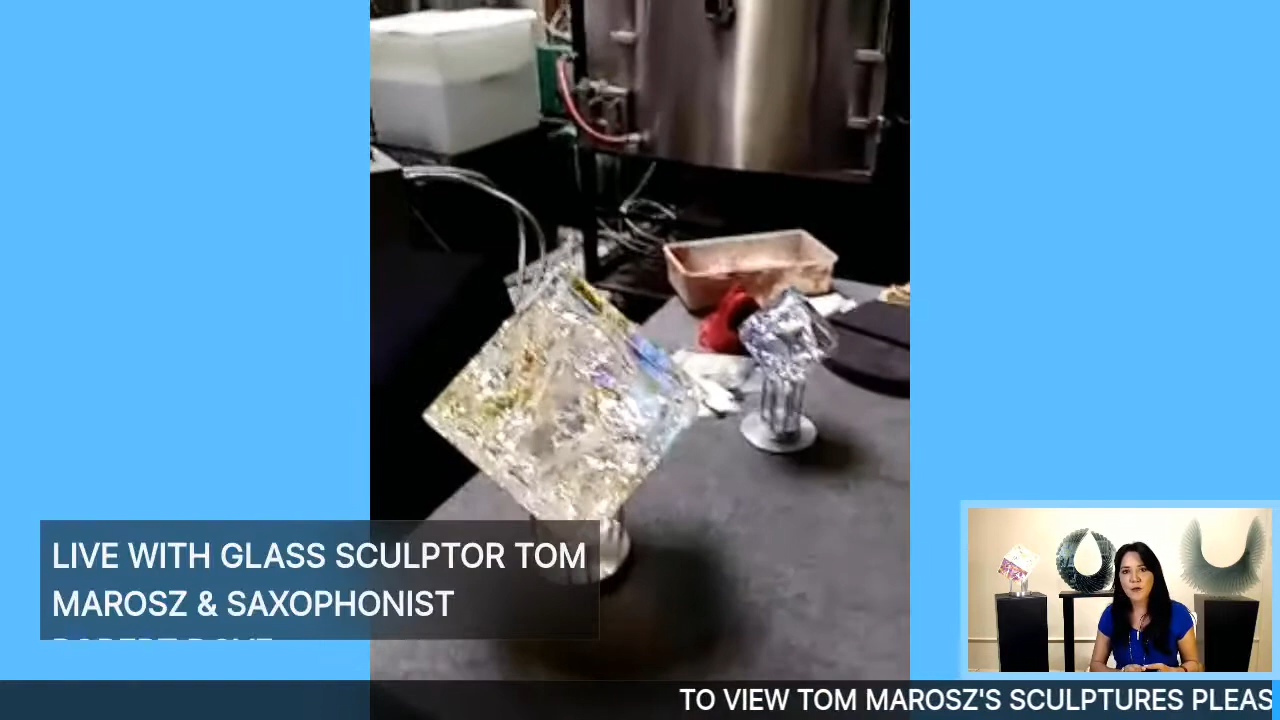 LIVE WITH GLASS SCULPTOR TOM
MAROSZ & SAXOPHONIST
TO VIEW TOM MAROSZ'S SCULPTURES PLEAS